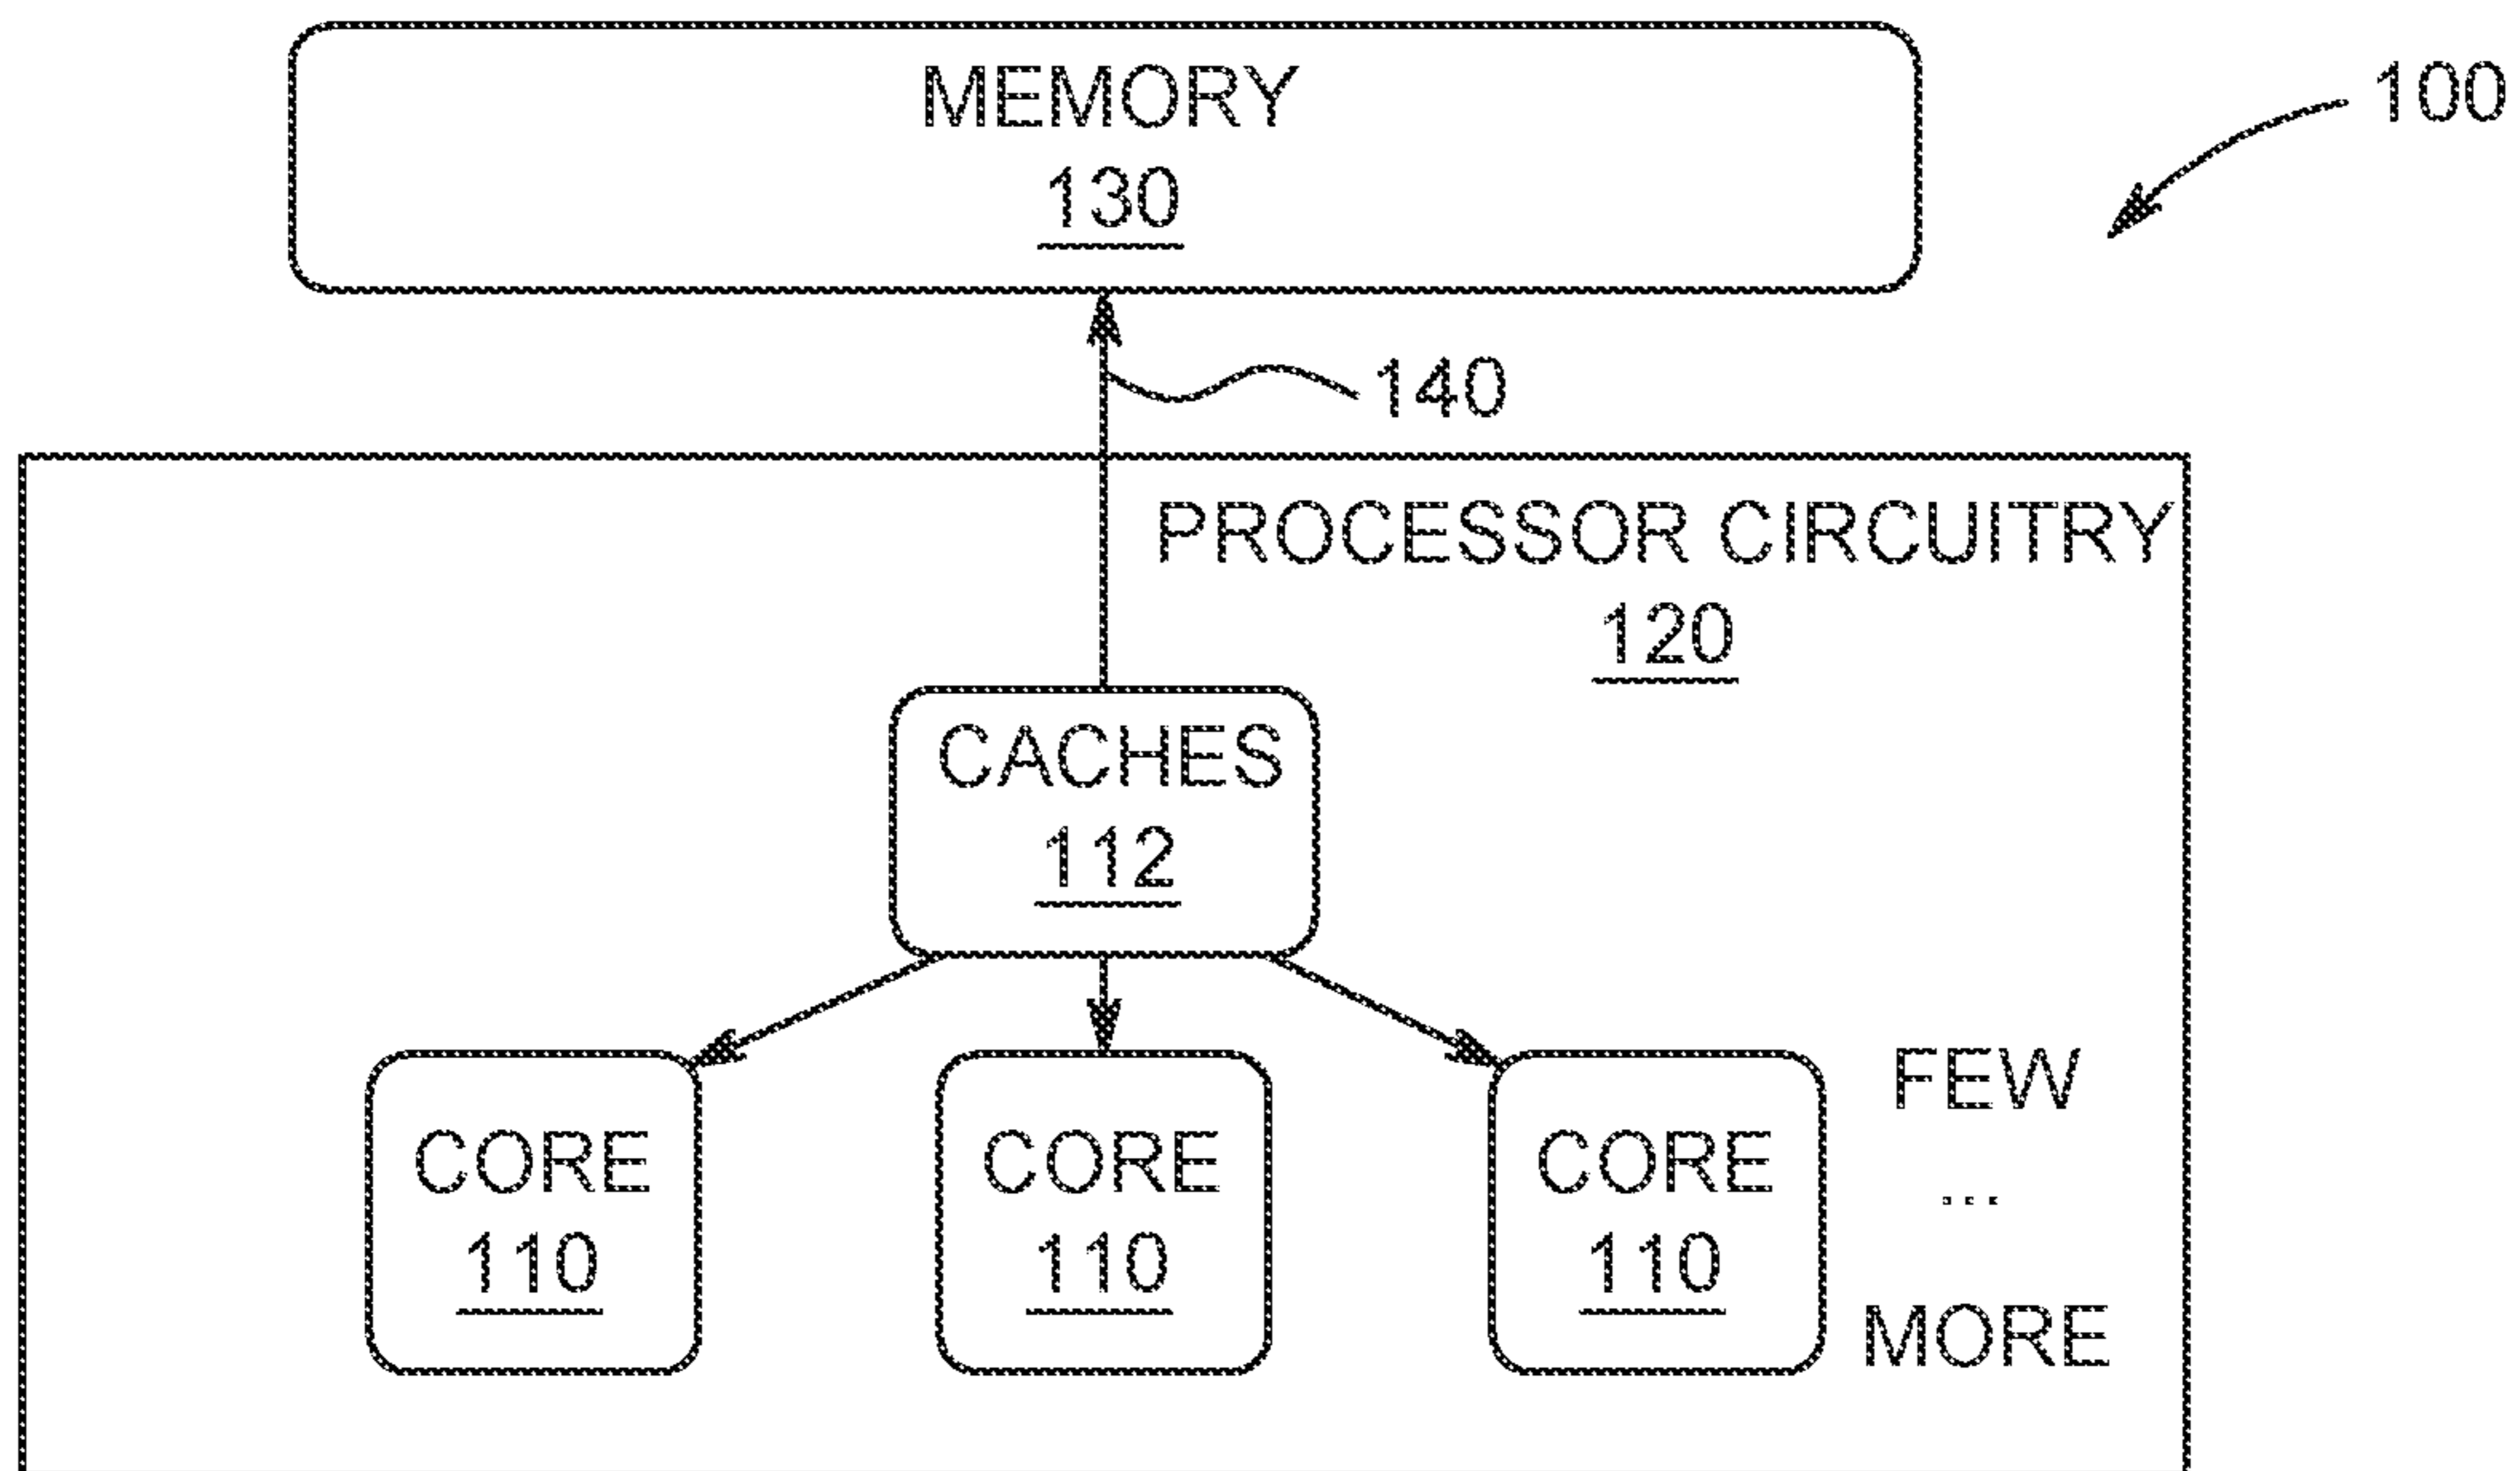 MEMORY
130
100
140
PROCESSOR CIRCUITRY
120
CACHES
112
CORE
110
CORE
110
CORE
110
FEW
...
MORE